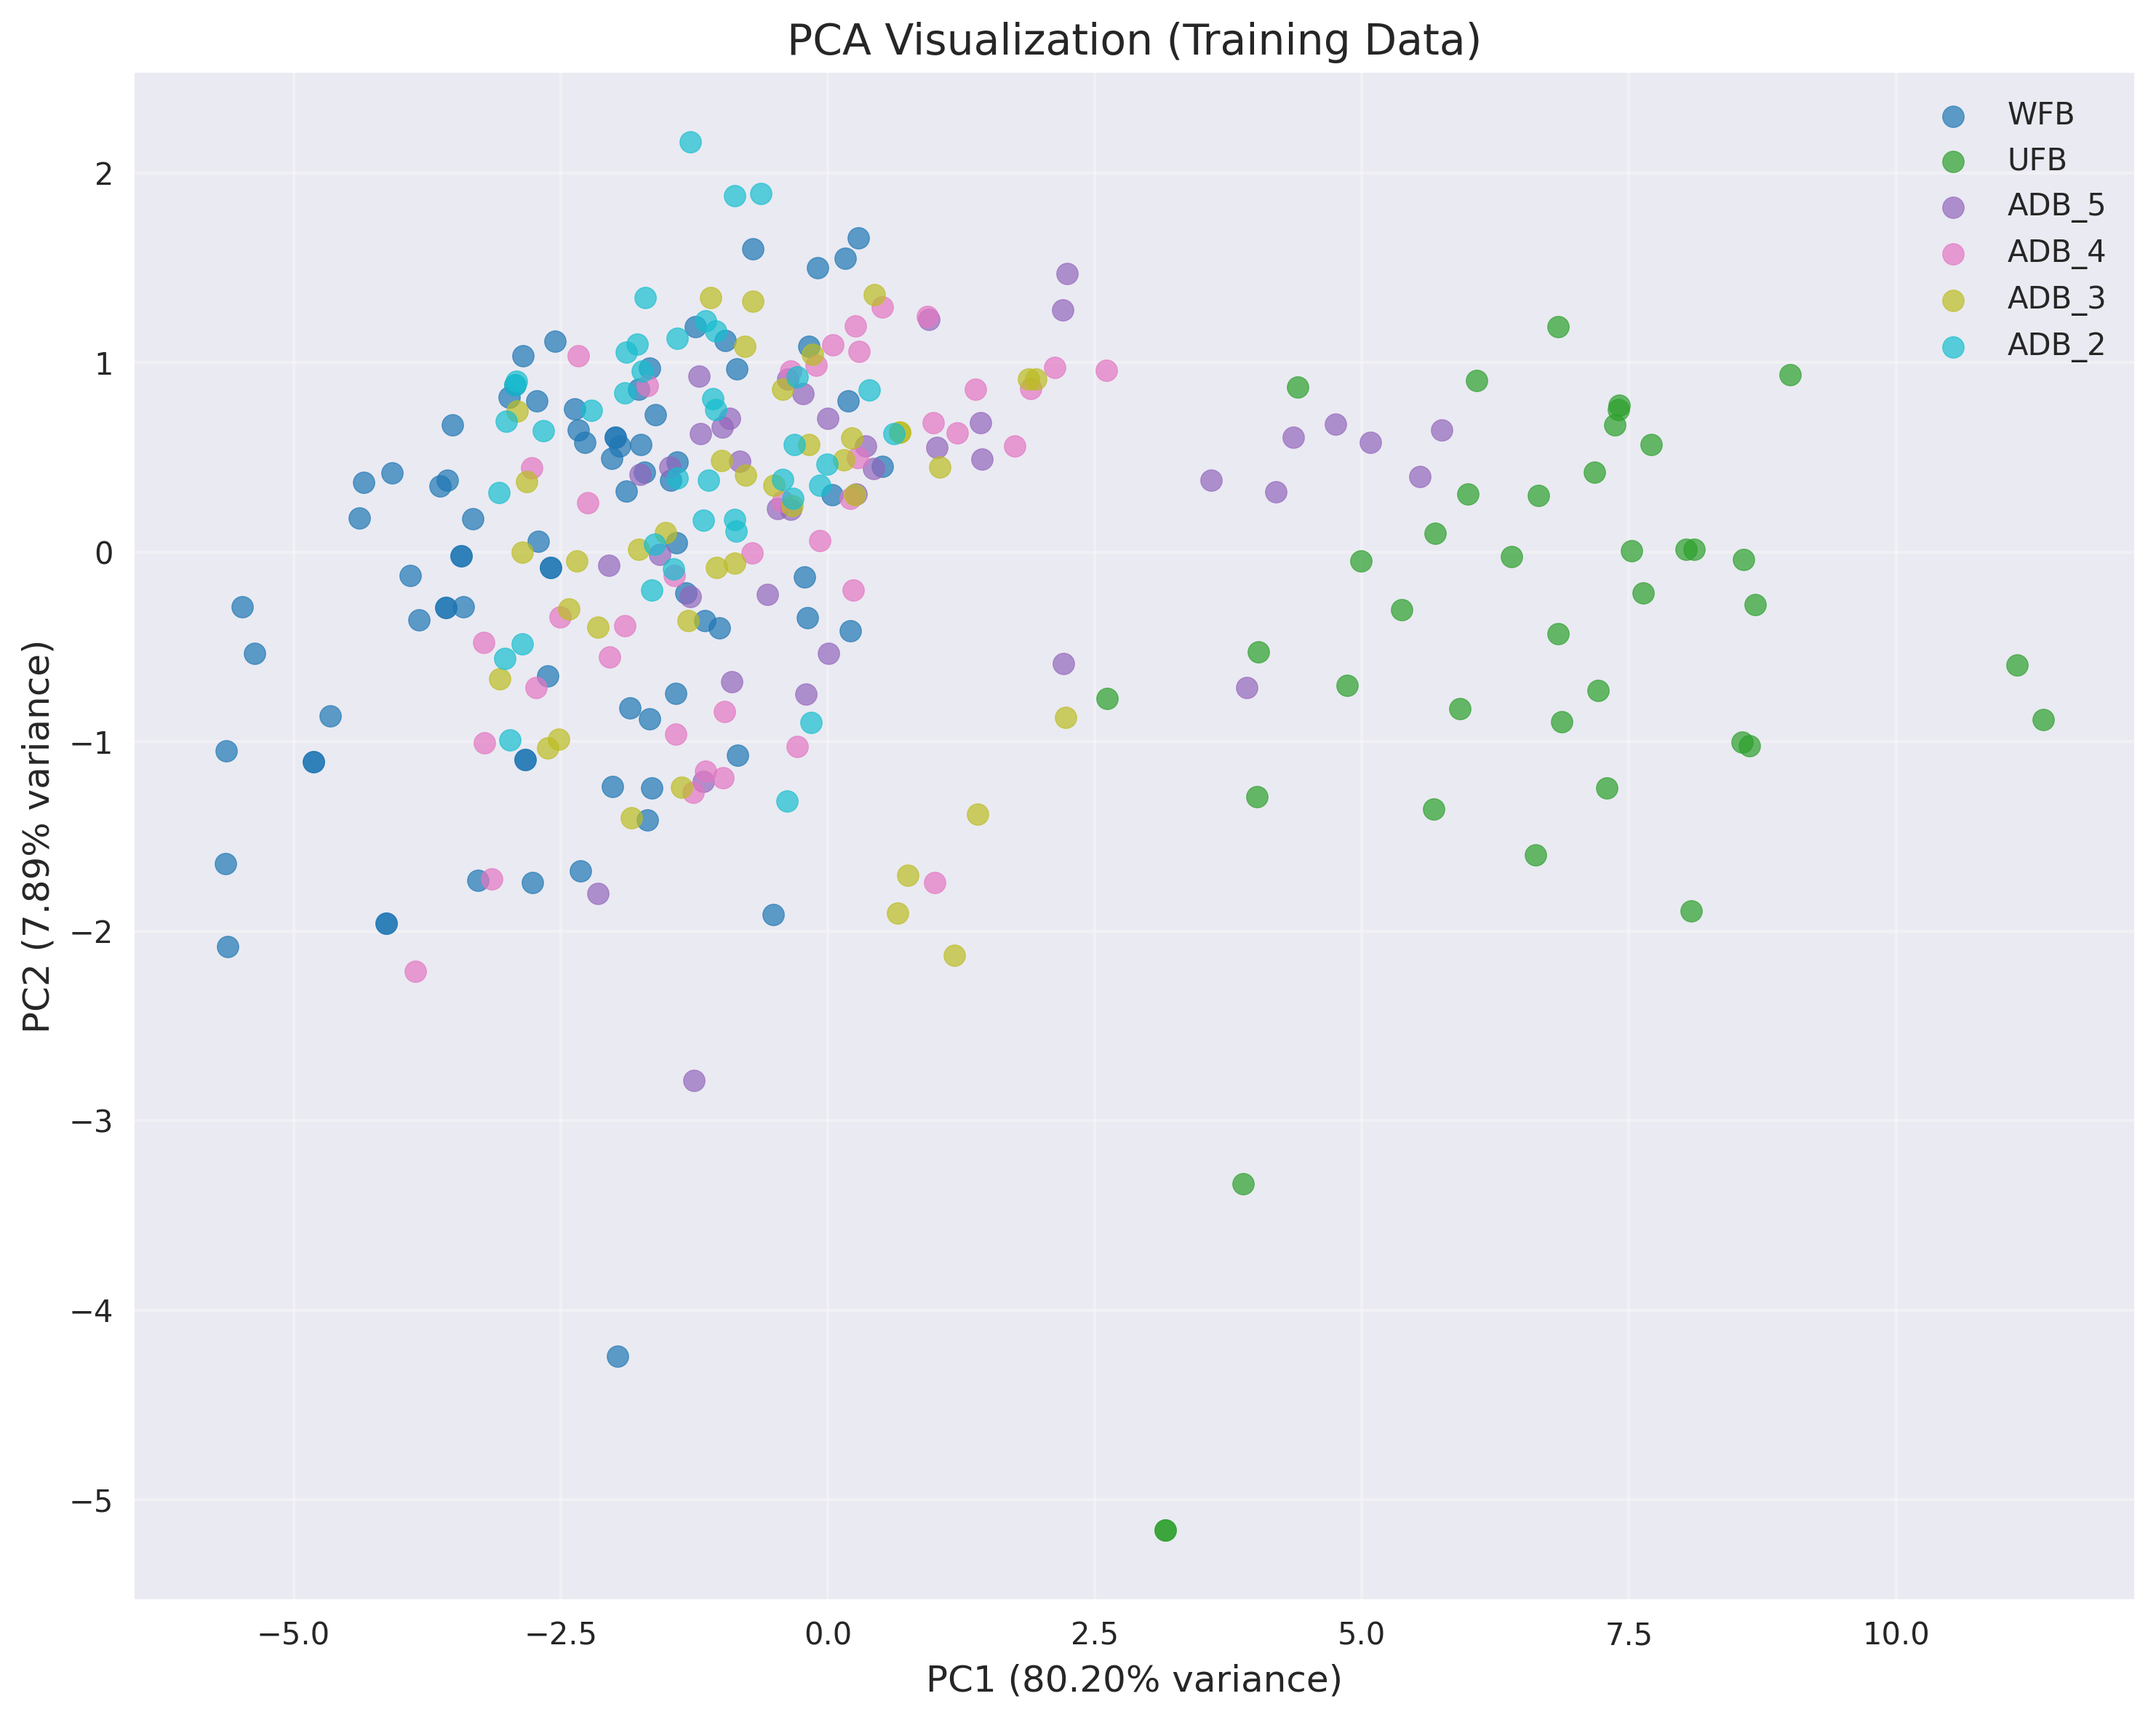 PCA Visualization (Training Data)
WFB
UFB
ADB_5
ADB_4
ADB_3
ADB_2
2
1
0
−1
−2
−3
−4
−5
PC2 (7.89% variance)
−5.0 −2.5 0.0 2.5 5.0 7.5 10.0
PC1 (80.20% variance)